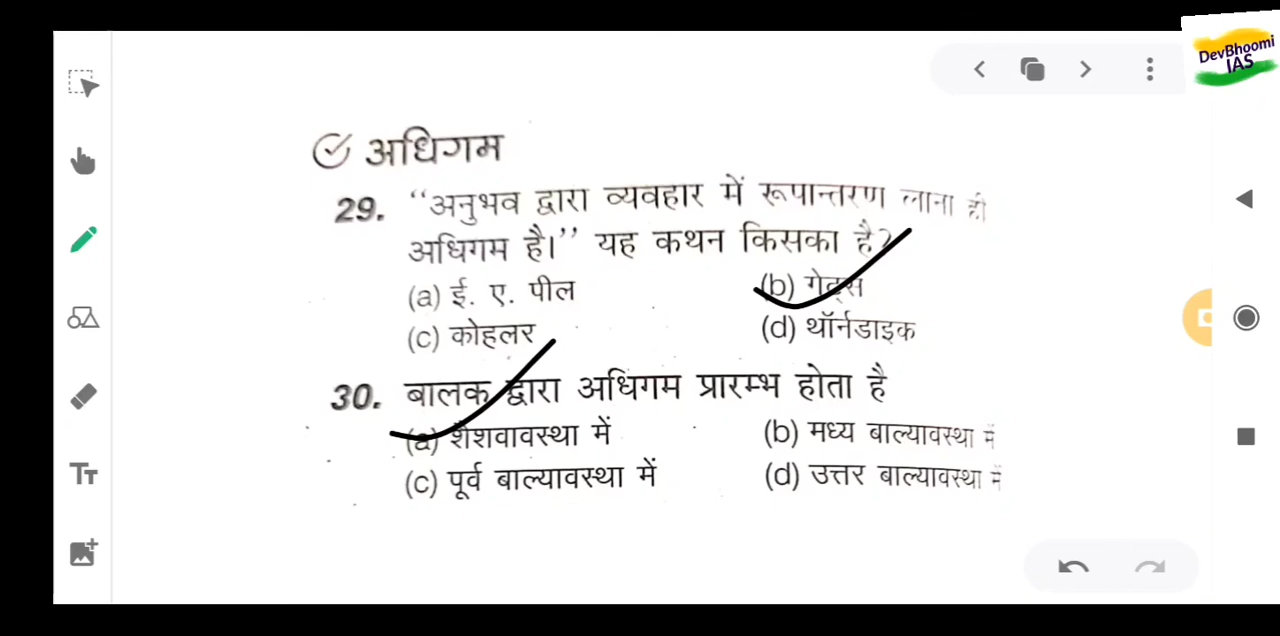 DevBhoomi
IAS
अधिगम
29. “अनुभव द्वारा व्यवहार में रूपान्तरण लाना ही
अधिगम है।” यह कथन किसका है?
(a) ई. ए. पील (b) गेट्स
(c) कोहलर (d) थॉर्नडाइक
30. बालक द्वारा अधिगम प्रारम्भ होता है
(a) शैशवावस्था में (b) मध्य बाल्यावस्था में
(c) पूर्व बाल्यावस्था में (d) उत्तर बाल्यावस्था में
TT